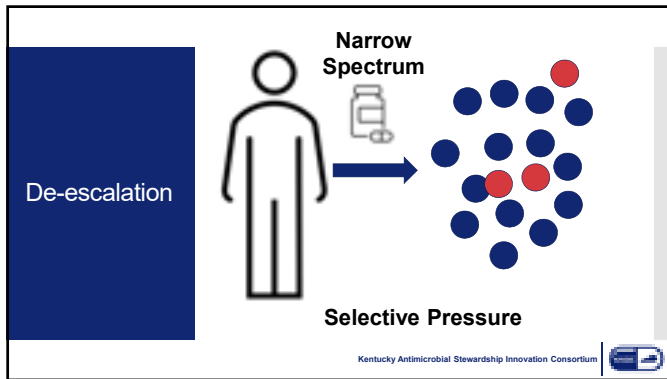 De-escalation
Narrow
Spectrum
Selective Pressure
Kentucky Antimicrobial Stewardship Innovation Consortium